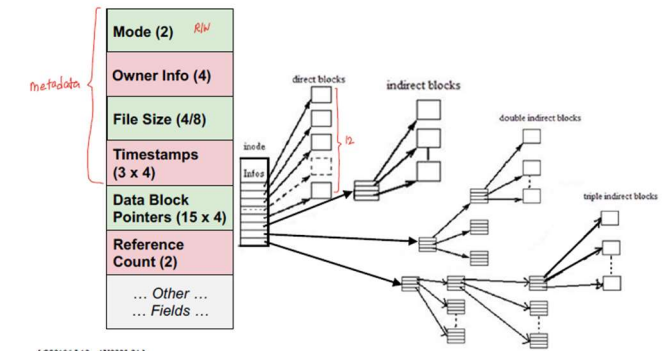 Mode (2) R/W
metadata
Owner Info (4)
File Size (4/8)
Timestamps
(3 x 4)
Data Block
Pointers (15 x 4)
Reference
Count (2)
... Other ...
... Fields ...
inode
Infos
direct blocks
12
indirect blocks
double indirect blocks
triple indirect blocks